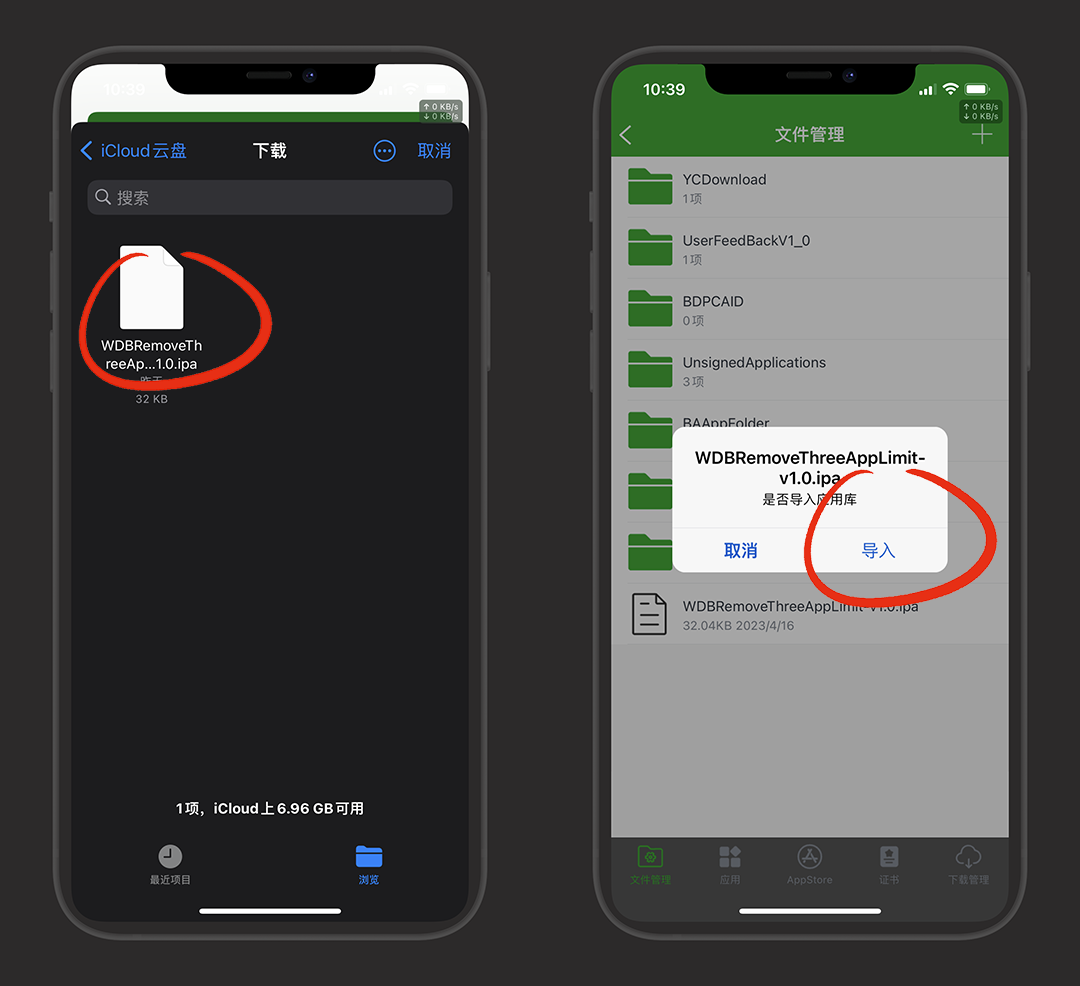 10:39
↑ 0 KB/s
↓ 0 KB/s
iCloud 云盘
下载
取消
搜索
WDBRemoveTh
reeAp...1.0.ipa
昨天
32 KB
1项，iCloud 上 6.96 GB 可用
最近项目
浏览
10:39
↑ 0 KB/s
↓ 0 KB/s
文件管理
YCDownload
1项
UserFeedBackV1_0
1项
BDPCAID
0项
UnsignedApplications
3项
BAAppFolder
WDBRemoveThreeAppLimit-
v1.0.ipa
是否导入应用库
取消
导入
WDBRemoveThreeAppLimit-v1.0.ipa
32.04KB 2023/4/16
文件管理
应用
AppStore
证书
下载管理